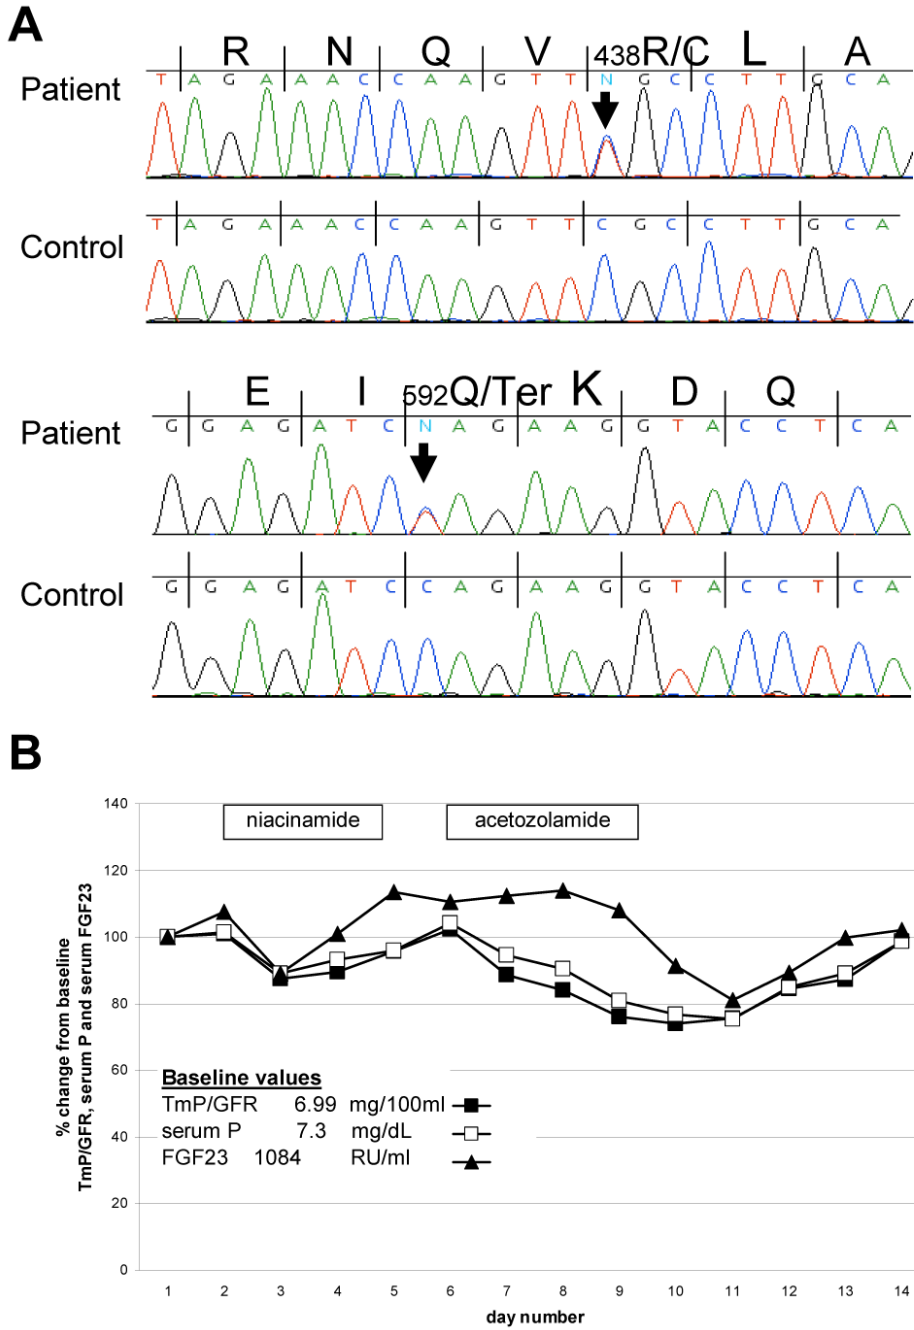 A
R N Q V 438R/C L A
Patient
T A G A A A C C A A G T T N G C C T T G C A
T A G A A A C C A A G T T C G C C T T G C A
Control
E I 592Q/Ter K D Q
Patient
G G A G A T C N A G A A G G T A C C T C A
Control
G G A G A T C C A G A A G G T A C C T C A
B
140
niacinamide acetozolamide
120
100
80
60
40
20
0
% change from baseline
TmP/GFR, serum P and serum FGF23
Baseline values
TmP/GFR 6.99 mg/100ml
serum P 7.3 mg/dL
FGF23 1084 RU/ml
1 2 3 4 5 6 7 8 9 10 11 12 13 14
day number